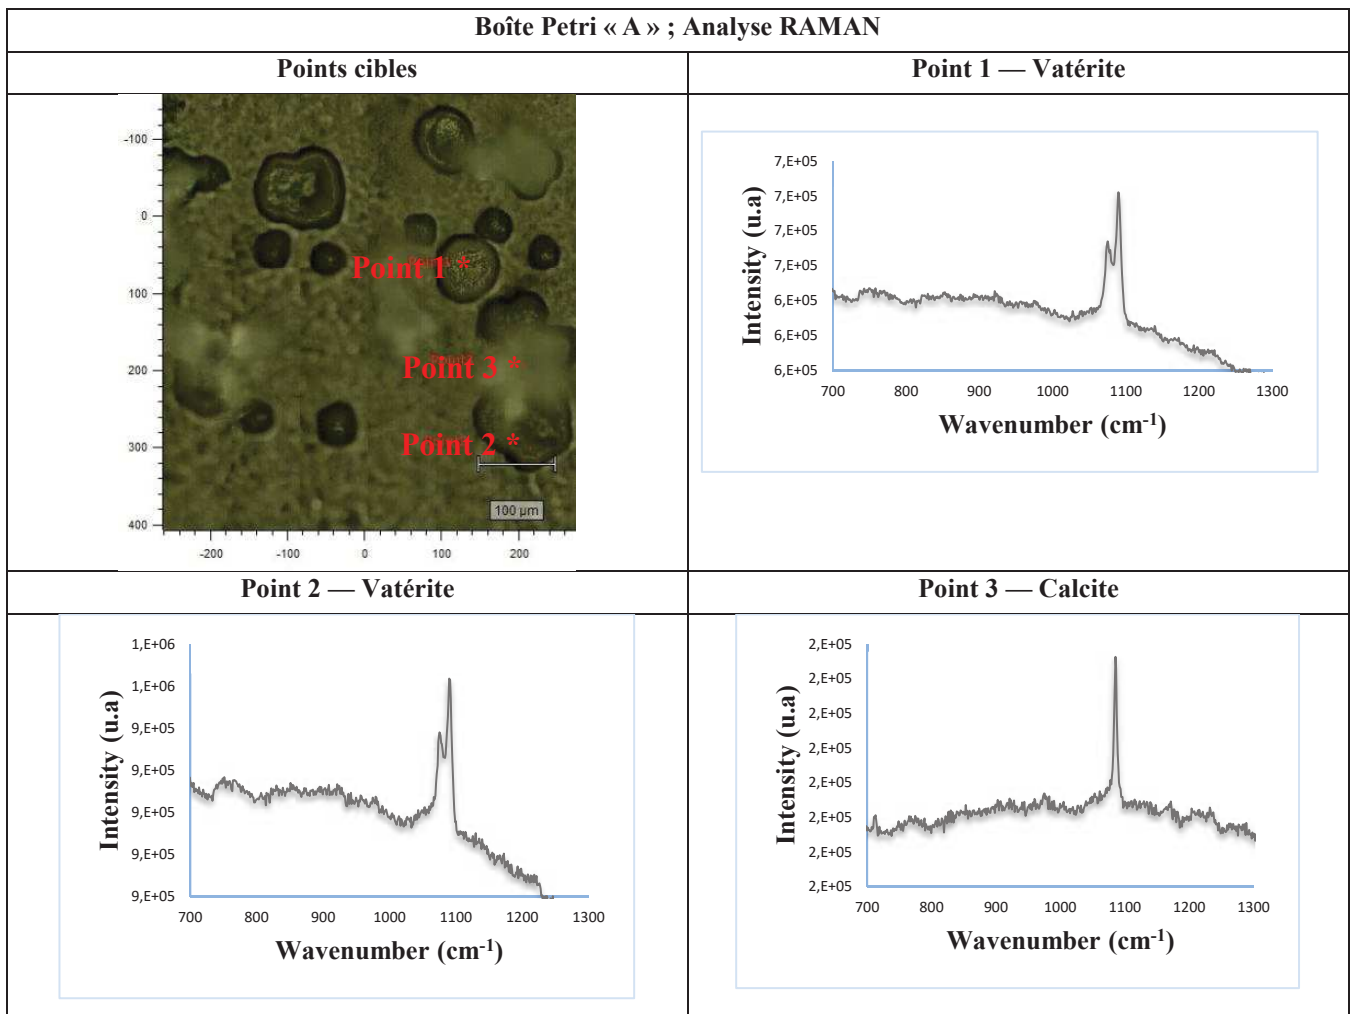 Boîte Petri « A » ; Analyse RAMAN
Points cibles
Point 1 — Vatérite
-100
0
100
200
300
400
-200
-100
0
100
200
Point 1 *
Point 3 *
Point 2 *
100 µm
Intensity (u.a)
7,E+05
7,E+05
7,E+05
7,E+05
6,E+05
6,E+05
6,E+05
700 800 900 1000 1100 1200 1300
Wavenumber (cm-1)
Point 2 — Vatérite
Point 3 — Calcite
Intensity (u.a)
1,E+06
1,E+06
9,E+05
9,E+05
9,E+05
9,E+05
9,E+05
700 800 900 1000 1100 1200 1300
Wavenumber (cm-1)
Intensity (u.a)
2,E+05
2,E+05
2,E+05
2,E+05
2,E+05
2,E+05
2,E+05
2,E+05
700 800 900 1000 1100 1200 1300
Wavenumber (cm-1)